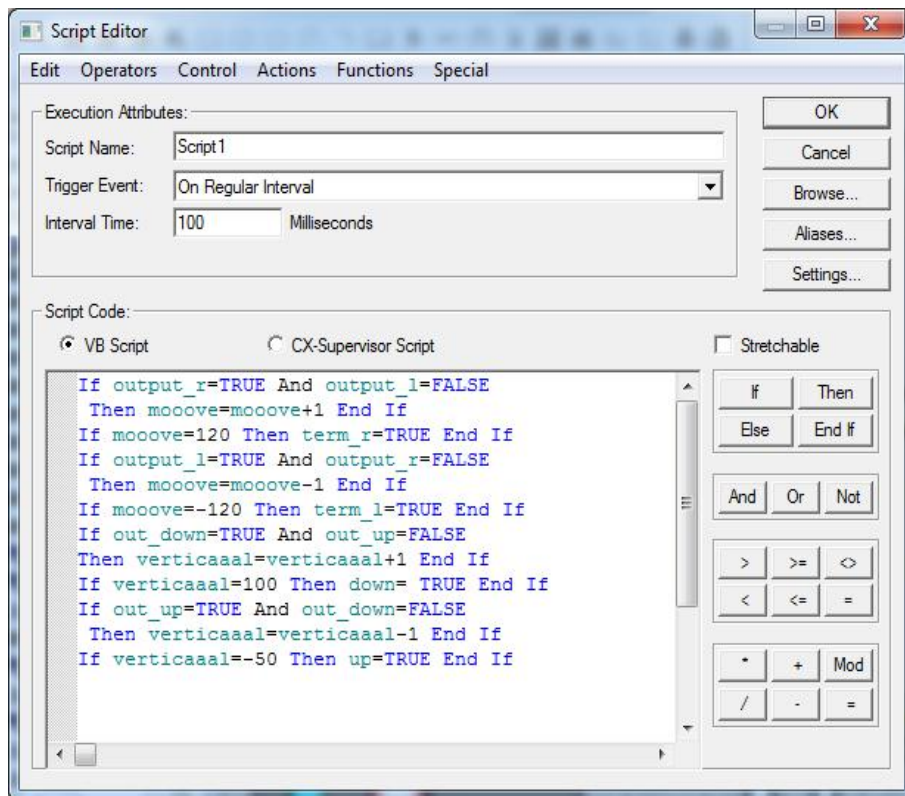 Script Editor
Edit Operators Control Actions Functions Special
Execution Attributes:
Script Name: Script1
Trigger Event: On Regular Interval
Interval Time: 100 Milliseconds
OK
Cancel
Browse...
Aliases...
Settings...
Script Code:
VB Script CX-Supervisor Script Stretchable
If output_r=TRUE And output_l=FALSE
Then mooove=mooove+1 End If
If mooove=120 Then term_r=TRUE End If
If output_l=TRUE And output_r=FALSE
Then mooove=mooove-1 End If
If mooove=-120 Then term_l=TRUE End If
If out_down=TRUE And out_up=FALSE
Then verticaaal=verticaaal+1 End If
If verticaaal=100 Then down= TRUE End If
If out_up=TRUE And out_down=FALSE
Then verticaaal=verticaaal-1 End If
If verticaaal=-50 Then up=TRUE End If
If Then
Else End If
And Or Not
> >= <>
< <= =
* + Mod
/ - =